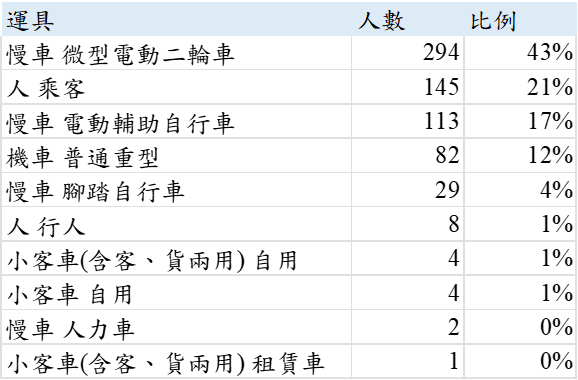 運具 人數 比例
慢車 微型電動二輪車 294 43%
人 乘客 145 21%
慢車 電動輔助自行車 113 17%
機車 普通重型 82 12%
慢車 腳踏自行車 29 4%
人 行人 8 1%
小客車(含客、貨兩用) 自用 4 1%
小客車 自用 4 1%
慢車 人力車 2 0%
小客車(含客、貨兩用) 租賃車 1 0%